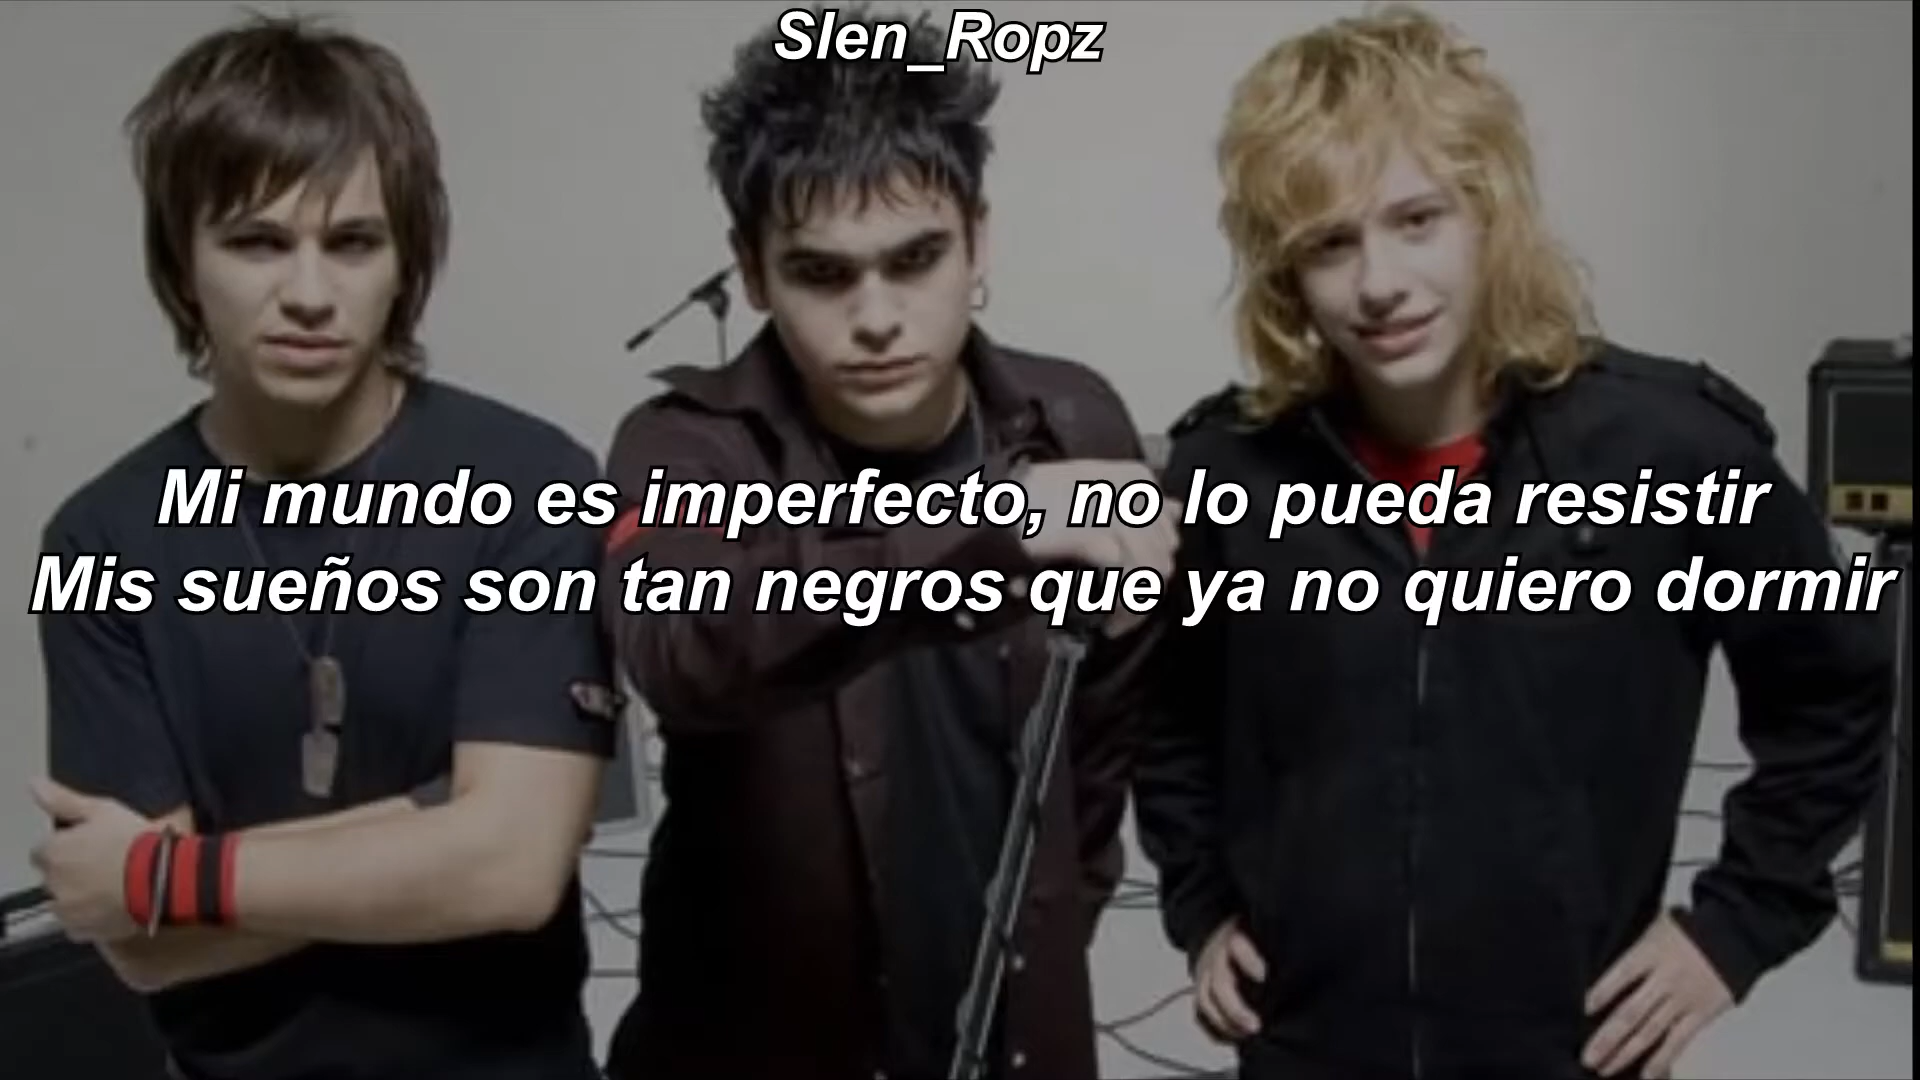 Slen_Ropz
Mi mundo es imperfecto, no lo pueda resistir
Mis sueños son tan negros que ya no quiero dormir